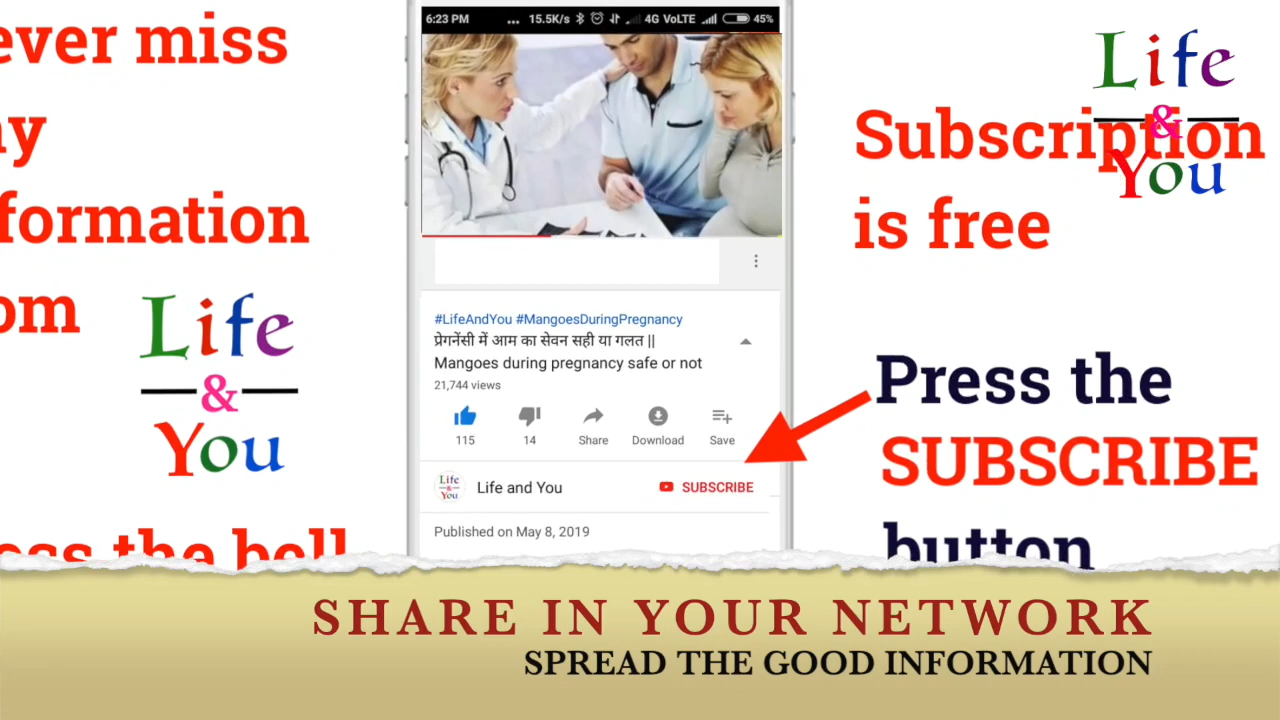 ever miss
ny
formation
om
Life
&
You
ess the bell
6:23 PM ... 15.5K/s 4G VoLTE 45%
#LifeAndYou #MangoesDuringPregnancy
प्रेगनेंसी में आम का सेवन सही या गलत ||
Mangoes during pregnancy safe or not
21,744 views
115 14 Share Download Save
Life & You
Life and You SUBSCRIBE
Published on May 8, 2019
Life
&
You
Subscription
is free
Press the
SUBSCRIBE
button
SHARE IN YOUR NETWORK
SPREAD THE GOOD INFORMATION